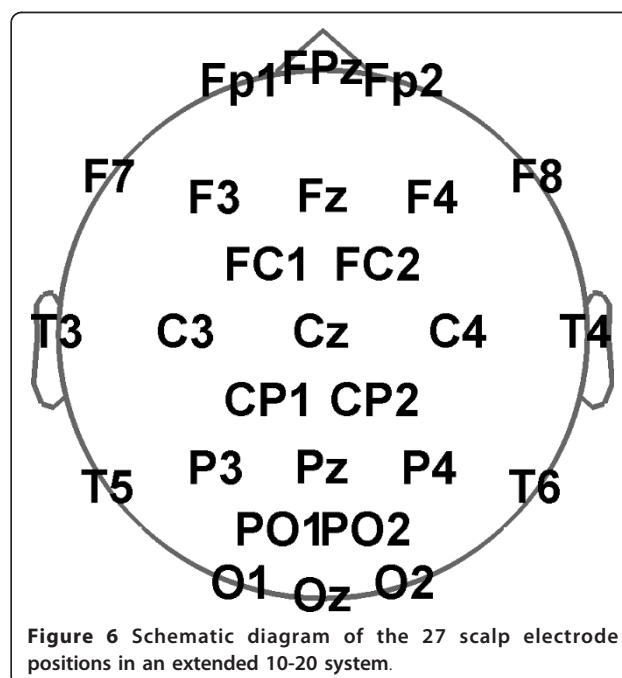 Fp1 FPz Fp2
F7 F3 Fz F4 F8
FC1 FC2
T3 C3 Cz C4 T4
CP1 CP2
T5 P3 Pz P4 T6
PO1 PO2
O1 Oz O2
Figure 6 Schematic diagram of the 27 scalp electrode
positions in an extended 10-20 system.